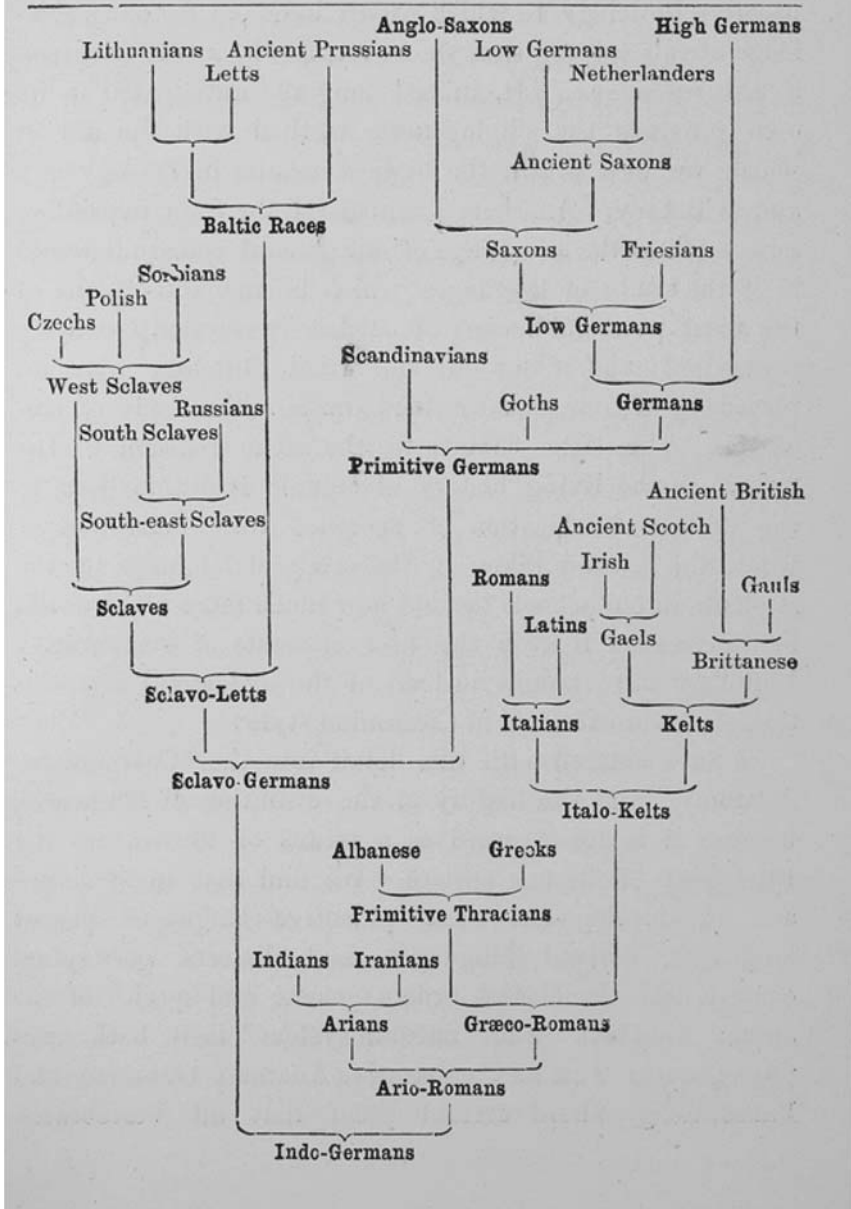 Anglo-Saxons High Germans
Lithuanians Ancient Prussians Low Germans
Letts Netherlanders
Ancient Saxons
Baltic Races
Saxons Friesians
Sorbians
Polish
Czechs Low Germans
Scandinavians
West Sclaves
Russians Goths Germans
South Sclaves
Primitive Germans
Ancient British
South-east Sclaves Ancient Scotch
Irish
Romans Gauls
Sclaves
Latins Gaels
Brittanese
Sclavo-Letts
Italians Kelts
Sclavo Germans
Italo-Kelts
Albanese Greeks
Frimitive Thracians
Indians Iranians
Arians Græco-Romans
Ario-Romans
Indo-Germans